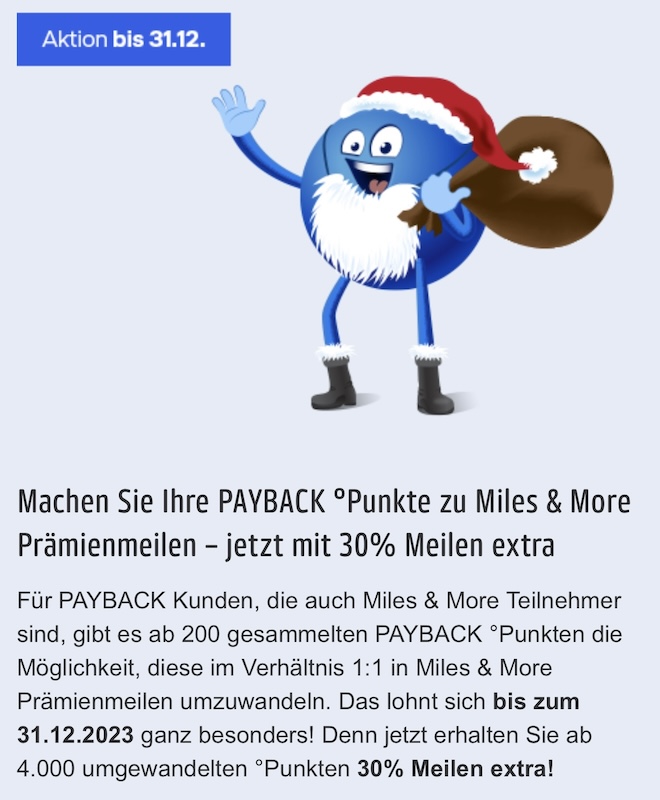 Aktion bis 31.12.
Machen Sie Ihre PAYBACK °Punkte zu Miles & More
Prämienmeilen – jetzt mit 30% Meilen extra
Für PAYBACK Kunden, die auch Miles & More Teilnehmer
sind, gibt es ab 200 gesammelten PAYBACK °Punkten die
Möglichkeit, diese im Verhältnis 1:1 in Miles & More
Prämienmeilen umzuwandeln. Das lohnt sich bis zum
31.12.2023 ganz besonders! Denn jetzt erhalten Sie ab
4.000 umgewandelten °Punkten 30% Meilen extra!